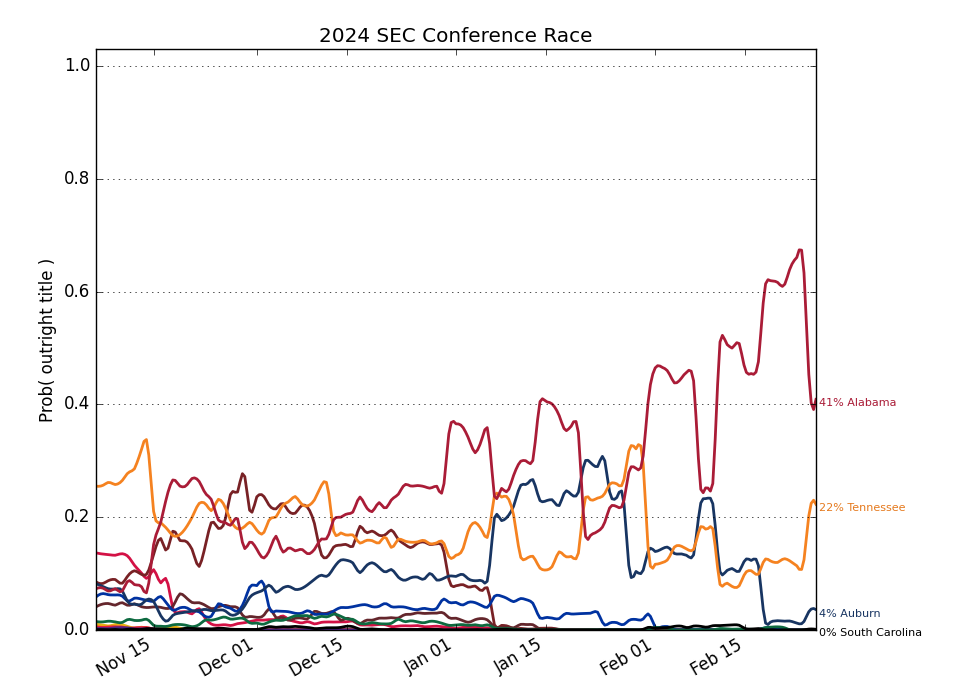 2024 SEC Conference Race
Prob( outright title )
1.0
0.8
0.6
0.4
0.2
0.0
41% Alabama
22% Tennessee
4% Auburn
0% South Carolina
Nov 15
Dec 01
Dec 15
Jan 01
Jan 15
Feb 01
Feb 15